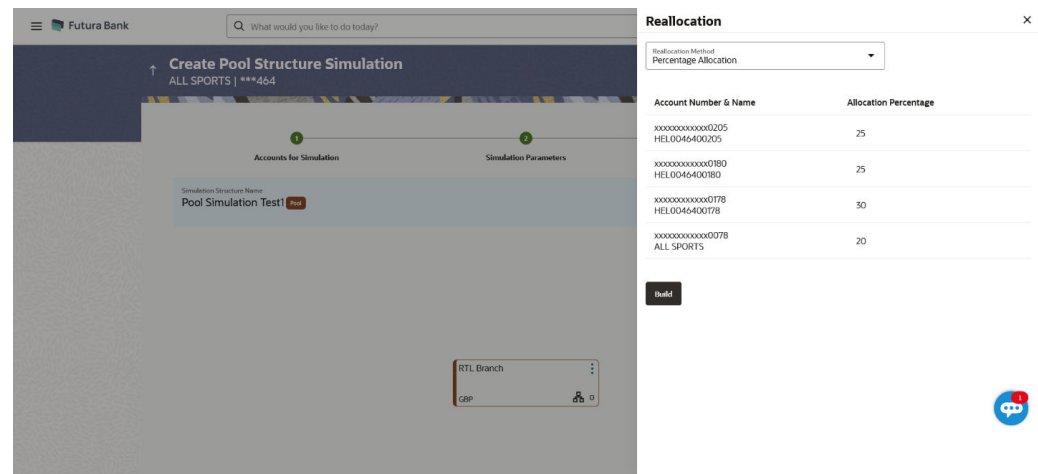 Futura Bank
What would you like to do today?
Create Pool Structure Simulation
ALL SPORTS | ***464
1
Accounts for Simulation
2
Simulation Parameters
Simulation Structure Name
Pool Simulation Test1 Pool
RTL Branch
GBP 0
Reallocation
Reallocation Method
Percentage Allocation
Account Number & Name Allocation Percentage
xxxxxxxxxxxx0205
HEL0046400205
25
xxxxxxxxxxxx0180
HEL0046400180
25
xxxxxxxxxxxx0178
HEL0046400178
30
xxxxxxxxxxxx0078
ALL SPORTS
20
Build
1